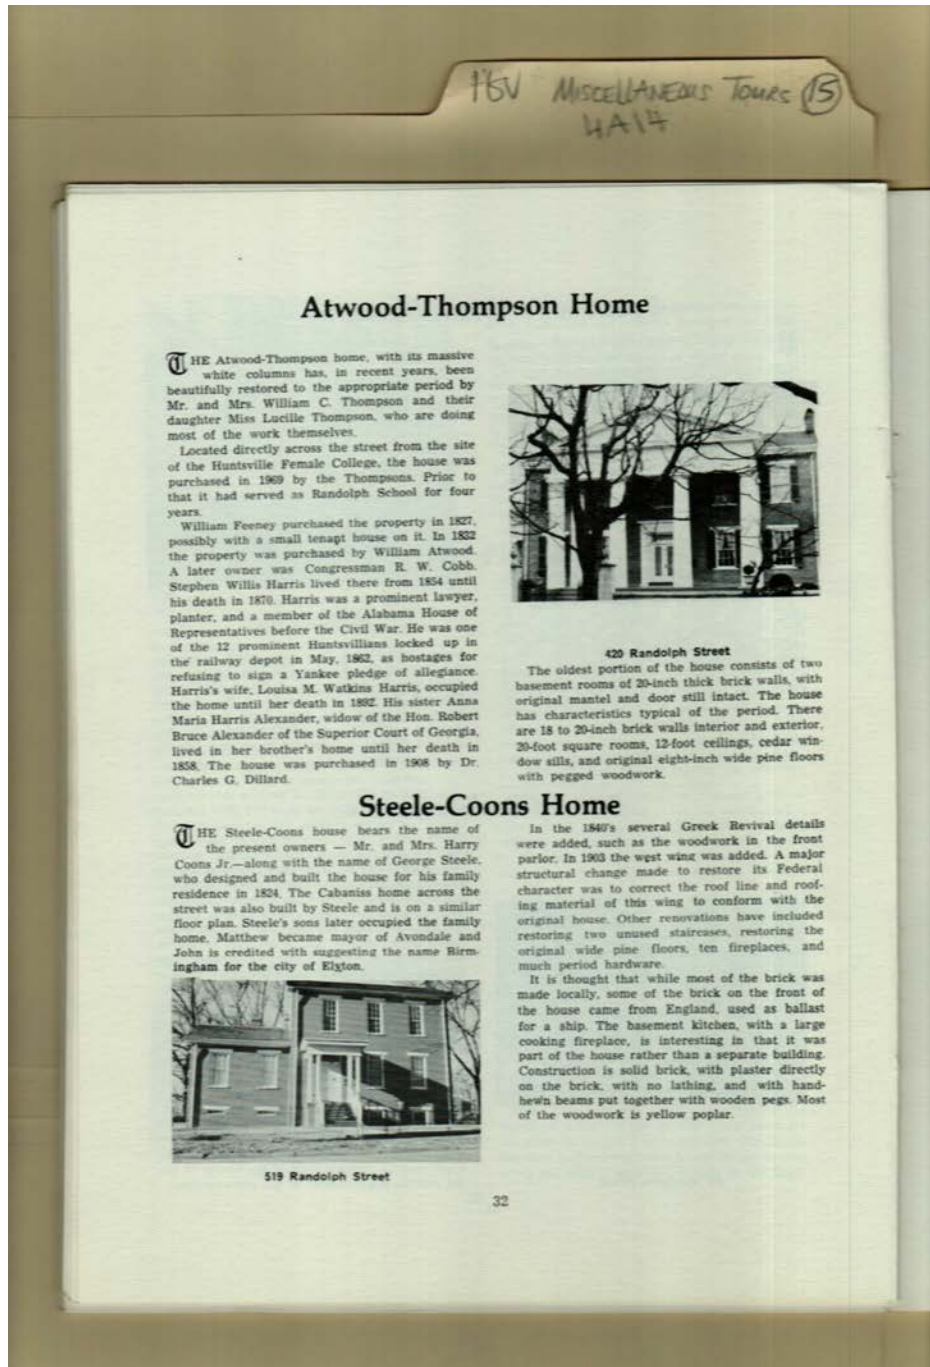 MISCELLANEOUS TOURS 15
4A14
Atwood-Thompson Home
THE Atwood-Thompson home, with its massive
white columns has, in recent years, been
beautifully restored to the appropriate period by
Mr. and Mrs. William C. Thompson and their
daughter Miss Lucille Thompson, who are doing
most of the work themselves.
Located directly across the street from the site
of the Huntsville Female College, the house was
purchased in 1969 by the Thompsons. Prior to
that it had served as Randolph School for four
years.
William Feeney purchased the property in 1827,
possibly with a small tenapt house on it. In 1832
the property was purchased by William Atwood.
A later owner was Congressman R. W. Cobb.
Stephen Willis Harris lived there from 1854 until
his death in 1870. Harris was a prominent lawyer,
planter, and a member of the Alabama House of
Representatives before the Civil War. He was one
of the 12 prominent Huntsvillians locked up in
the railway depot in May, 1862, as hostages for
refusing to sign a Yankee pledge of allegiance.
Harris's wife, Louisa M. Watkins Harris, occupied
the home until her death in 1892. His sister Anna
Maria Harris Alexander, widow of the Hon. Robert
Bruce Alexander of the Superior Court of Georgia,
lived in her brother's home until her death in
1858. The house was purchased in 1908 by Dr.
Charles G. Dillard.
420 Randolph Street
The oldest portion of the house consists of two
basement rooms of 20-inch thick brick walls, with
original mantel and door still intact. The house
has characteristics typical of the period. There
are 18 to 20-inch brick walls interior and exterior,
20-foot square rooms, 12-foot ceilings, cedar win-
dow sills, and original eight-inch wide pine floors
with pegged woodwork.
Steele-Coons Home
THE Steele-Coons house bears the name of
the present owners — Mr. and Mrs. Harry
Coons Jr.—along with the name of George Steele,
who designed and built the house for his family
residence in 1824. The Cabaniss home across the
street was also built by Steele and is on a similar
floor plan. Steele's sons later occupied the family
home. Matthew became mayor of Avondale and
John is credited with suggesting the name Birm-
ingham for the city of Elyton.
519 Randolph Street
In the 1840's several Greek Revival details
were added, such as the woodwork in the front
parlor. In 1903 the west wing was added. A major
structural change made to restore its Federal
character was to correct the roof line and roof-
ing material of this wing to conform with the
original house. Other renovations have included
restoring two unused staircases, restoring the
original wide pine floors, ten fireplaces, and
much period hardware.
It is thought that while most of the brick was
made locally, some of the brick on the front of
the house came from England, used as ballast
for a ship. The basement kitchen, with a large
cooking fireplace, is interesting in that it was
part of the house rather than a separate building.
Construction is solid brick, with plaster directly
on the brick, with no lathing, and with hand-
hewn beams put together with wooden pegs. Most
of the woodwork is yellow poplar.
32